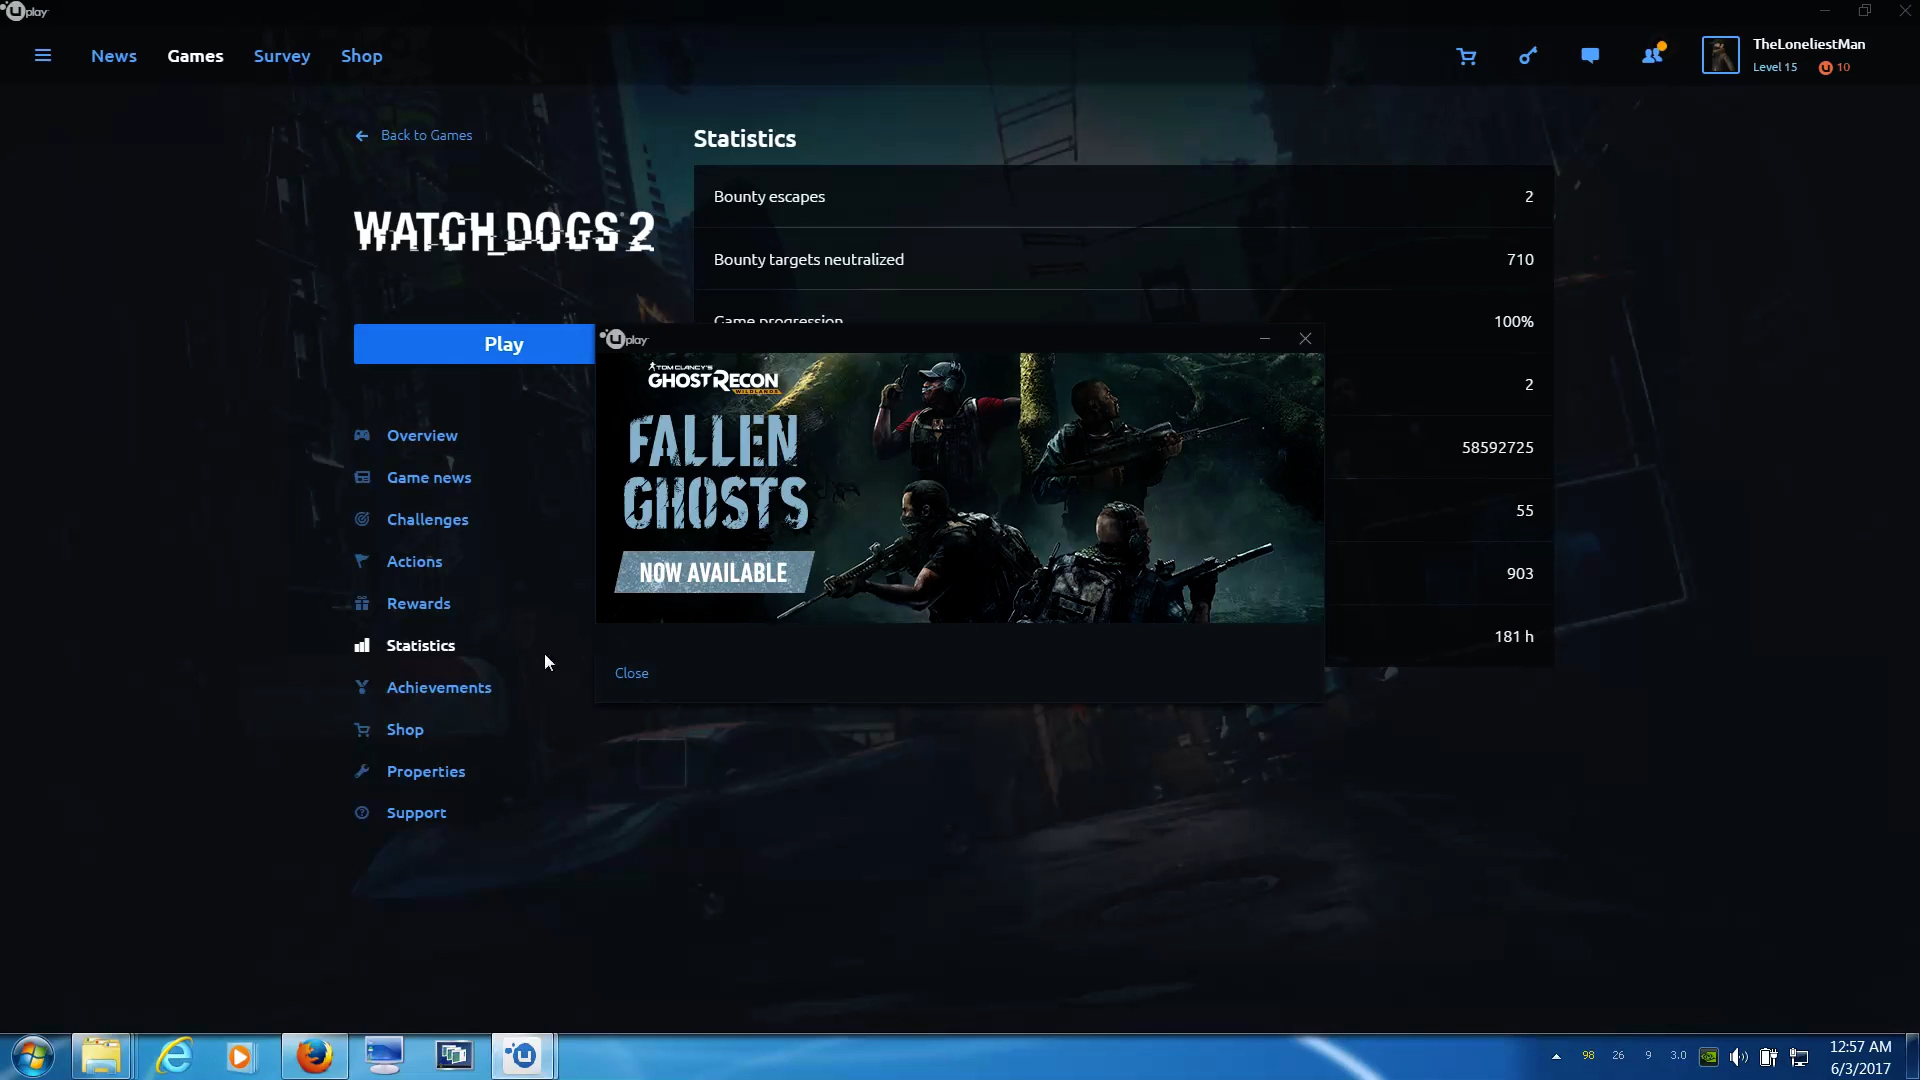 Uplay
News
Games
Survey
Shop
TheLoneliestMan
Level 15
10
Back to Games
WATCH_DOGS 2
Play
Overview
Game news
Challenges
Actions
Rewards
Statistics
Achievements
Shop
Properties
Support
Statistics
Bounty escapes
2
Bounty targets neutralized
710
Game progression
100%
2
58592725
55
903
181 h
Uplay
TOM CLANCY'S
GHOST RECON
WILDLANDS
FALLEN
GHOSTS
NOW AVAILABLE
Close
98
26
9
3.0
12:57 AM
6/3/2017